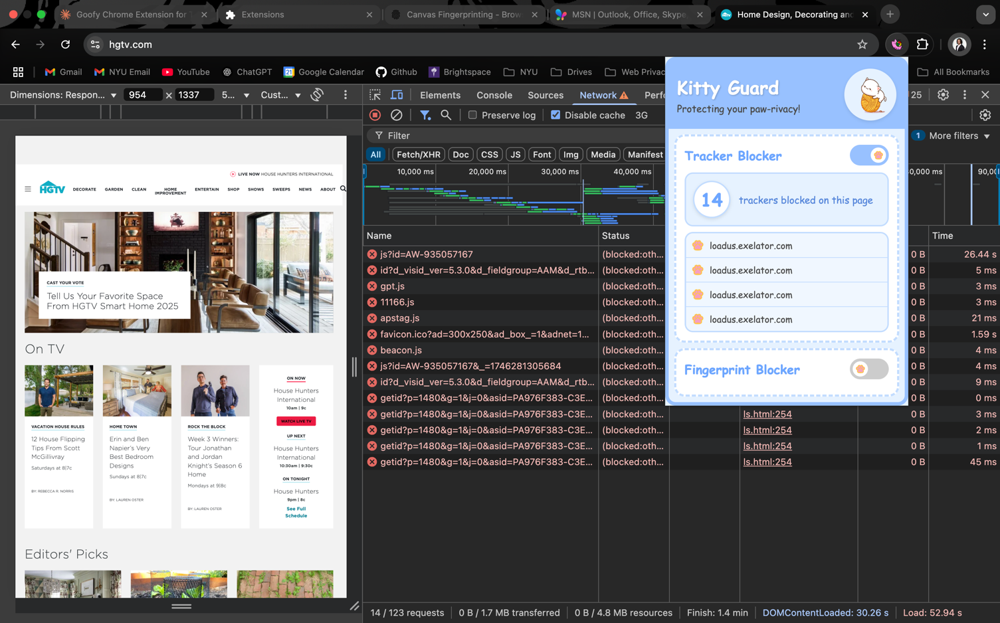 Goofy Chrome Extension for T
Extensions
Canvas Fingerprinting - Brow
MSN | Outlook, Office, Skype,
Home Design, Decorating and
hgtv.com
Gmail
NYU Email
YouTube
ChatGPT
Google Calendar
Github
Brightspace
NYU
Drives
Web Privac
All Bookmarks
Dimensions: Respon...
954
×
1337
5...
Cust...
Elements
Console
Sources
Network
Perfo
25
Preserve log
Disable cache
3G
Filter
1
More filters
All
Fetch/XHR
Doc
CSS
JS
Font
Img
Media
Manifest
10,000 ms
20,000 ms
30,000 ms
40,000 ms
90,00
Name
Status
Time
js?id=AW-935057167
(blocked:oth...
0 B
26.44 s
id?d_visid_ver=5.3.0&d_fieldgroup=AAM&d_rtb...
(blocked:oth...
0 B
5 ms
gpt.js
(blocked:oth...
0 B
3 ms
11166.js
(blocked:oth...
0 B
3 ms
apstag.js
(blocked:oth...
0 B
21 ms
favicon.ico?ad=300x250&ad_box_=1&adnet=1...
(blocked:oth...
0 B
1.59 s
beacon.js
(blocked:oth...
0 B
4 ms
js?id=AW-935057167&_=1746281305684
(blocked:oth...
0 B
4 ms
id?d_visid_ver=5.3.0&d_fieldgroup=AAM&d_rtb...
(blocked:oth...
0 B
9 ms
getid?p=1480&g=1&j=0&asid=PA976F383-C3E...
(blocked:oth...
0 B
0 ms
getid?p=1480&g=1&j=0&asid=PA976F383-C3E...
(blocked:oth...
ls.html:254
0 B
3 ms
getid?p=1480&g=1&j=0&asid=PA976F383-C3E...
(blocked:oth...
ls.html:254
0 B
2 ms
getid?p=1480&g=1&j=0&asid=PA976F383-C3E...
(blocked:oth...
ls.html:254
0 B
1 ms
getid?p=1480&g=1&j=0&asid=PA976F383-C3E...
(blocked:oth...
ls.html:254
0 B
45 ms
14 / 123 requests
0 B / 1.7 MB transferred
0 B / 4.8 MB resources
Finish: 1.4 min
DOMContentLoaded: 30.26 s
Load: 52.94 s
Kitty Guard
Protecting your paw-rivacy!
Tracker Blocker
14
trackers blocked on this page
loadus.exelator.com
loadus.exelator.com
loadus.exelator.com
loadus.exelator.com
Fingerprint Blocker
LIVE NOW HOUSE HUNTERS INTERNATIONAL
HGTV
DECORATE
GARDEN
CLEAN
HOME
IMPROVEMENT
ENTERTAIN
SHOP
SHOWS
SWEEPS
NEWS
ABOUT
CAST YOUR VOTE
Tell Us Your Favorite Space
From HGTV Smart Home 2025
On TV
VACATION HOUSE RULES
12 House Flipping
Tips From Scott
McGillivray
Saturdays at 8|7c
BY: REBECCA R. NORRIS
HOME TOWN
Erin and Ben
Napier's Very
Best Bedroom
Designs
Sundays at 8|7c
BY: LAUREN OSTER
ROCK THE BLOCK
Week 3 Winners:
Tour Jonathan
and Jordan
Knight's Season 6
Home
Mondays at 9|8c
BY: LAUREN OSTER
ON NOW
House Hunters
International
10am | 9c
WATCH LIVE TV
UP NEXT
House Hunters
International
10:30am | 9:30c
ON TONIGHT
House Hunters
9pm | 8c
See Full
Schedule
Editors' Picks